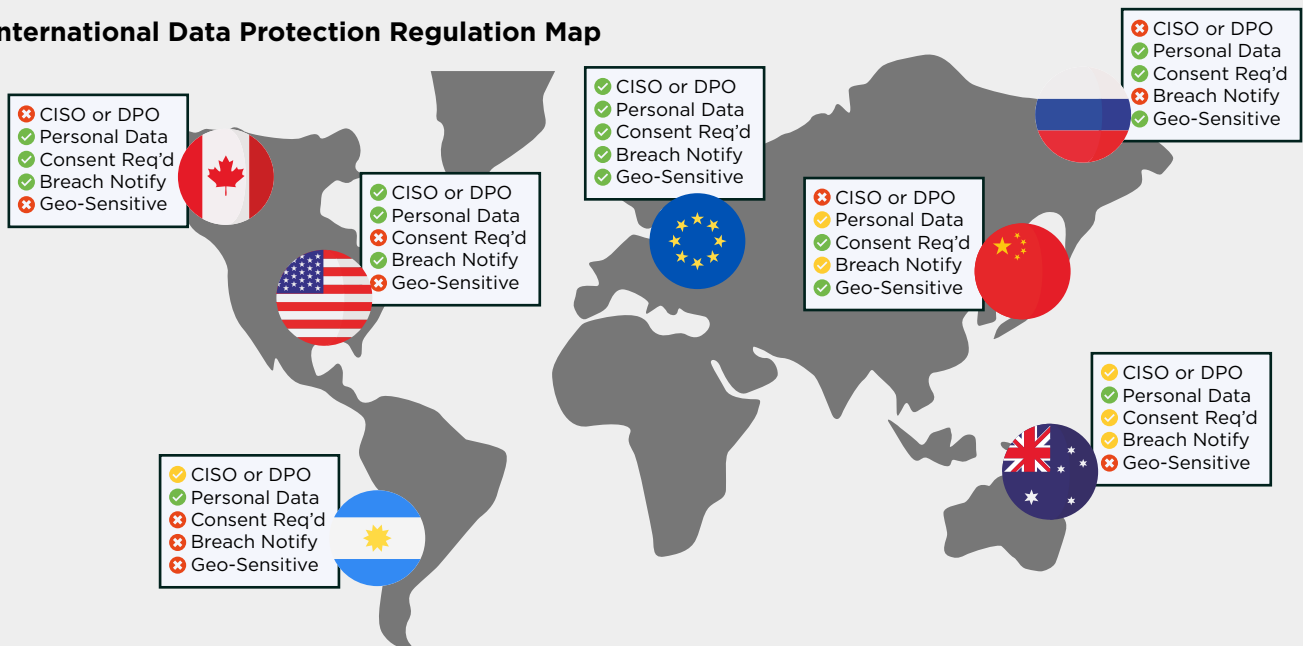 nternational Data Protection Regulation Map
CISO or DPO
Personal Data
Consent Req'd
Breach Notify
Geo-Sensitive
CISO or DPO
Personal Data
Consent Req'd
Breach Notify
Geo-Sensitive
CISO or DPO
Personal Data
Consent Req'd
Breach Notify
Geo-Sensitive
CISO or DPO
Personal Data
Consent Req'd
Breach Notify
Geo-Sensitive
CISO or DPO
Personal Data
Consent Req'd
Breach Notify
Geo-Sensitive
CISO or DPO
Personal Data
Consent Req'd
Breach Notify
Geo-Sensitive
CISO or DPO
Personal Data
Consent Req'd
Breach Notify
Geo-Sensitive